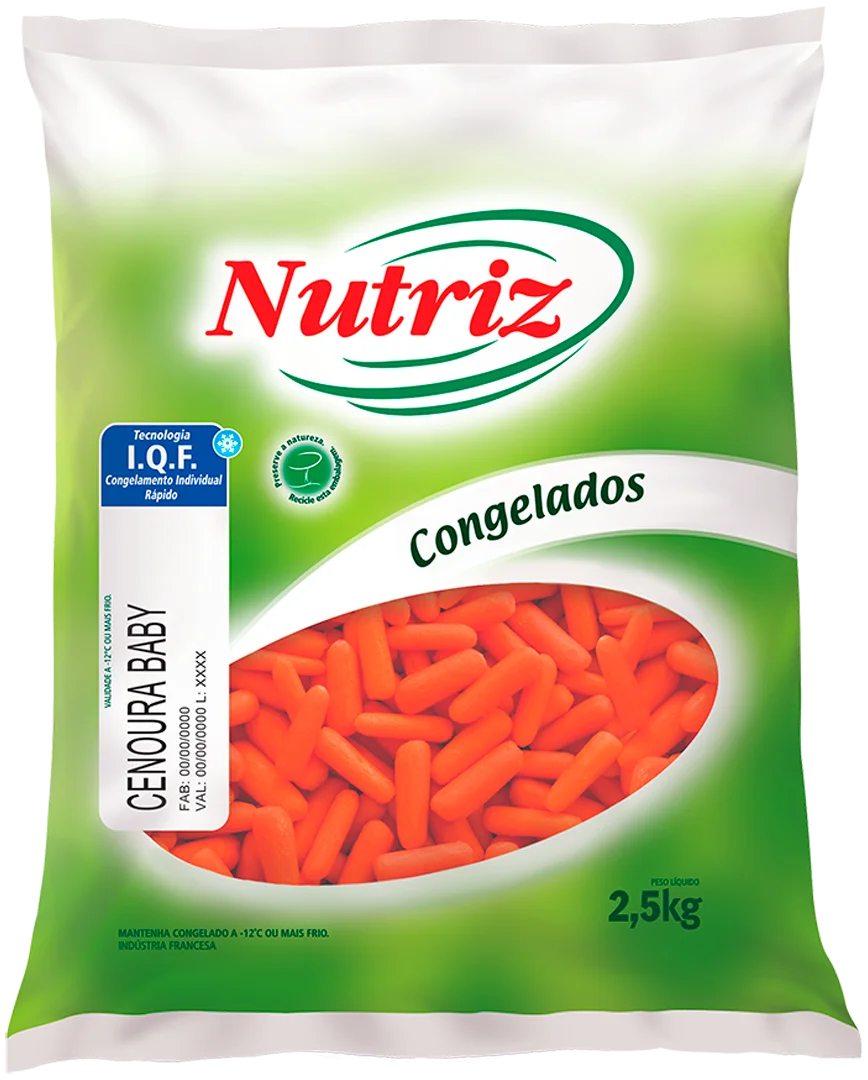 Nutriz
Tecnologia
I.Q.F.
Congelamento Individual
Rápido
Preserve a natureza.
Recicle esta embalagem.
Congelados
VALIDADE A -12°C OU MAIS FRIO.
CENOURA BABY
FAB: 00/00/0000
VAL: 00/00/0000 L: XXXX
PESO LÍQUIDO
2,5kg
MANTENHA CONGELADO A -12°C OU MAIS FRIO.
INDÚSTRIA FRANCESA